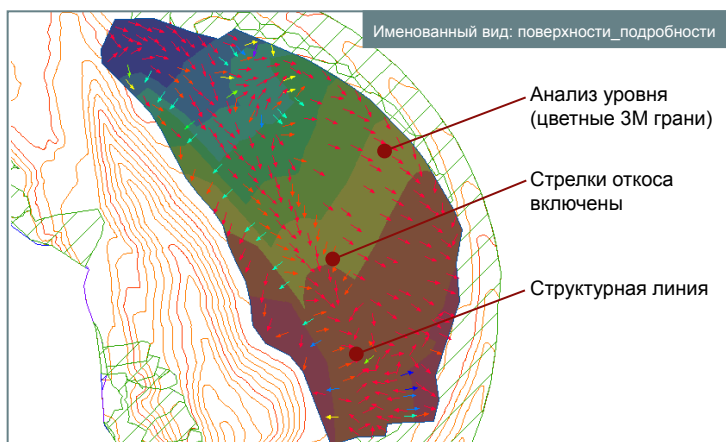 Именованный вид: поверхности_подробности
Анализ уровня
(цветные 3М грани)
Стрелки откоса
включены
Структурная линия